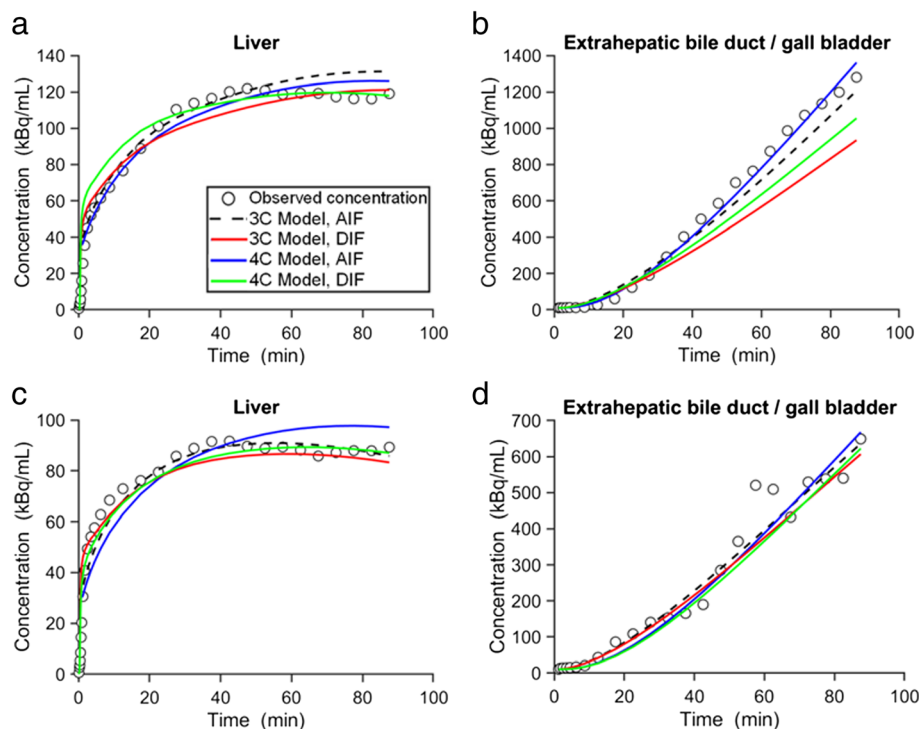 a
Liver
Concentration (kBq/mL)
140
120
100
80
60
40
20
0
0 20 40 60 80 100
Time (min)
Observed concentration
3C Model, AIF
3C Model, DIF
4C Model, AIF
4C Model, DIF
b
Extrahepatic bile duct / gall bladder
Concentration (kBq/mL)
1400
1200
1000
800
600
400
200
0
0 20 40 60 80 100
Time (min)
c
Liver
Concentration (kBq/mL)
100
80
60
40
20
0
0 20 40 60 80 100
Time (min)
d
Extrahepatic bile duct / gall bladder
Concentration (kBq/mL)
700
600
500
400
300
200
100
0
0 20 40 60 80 100
Time (min)